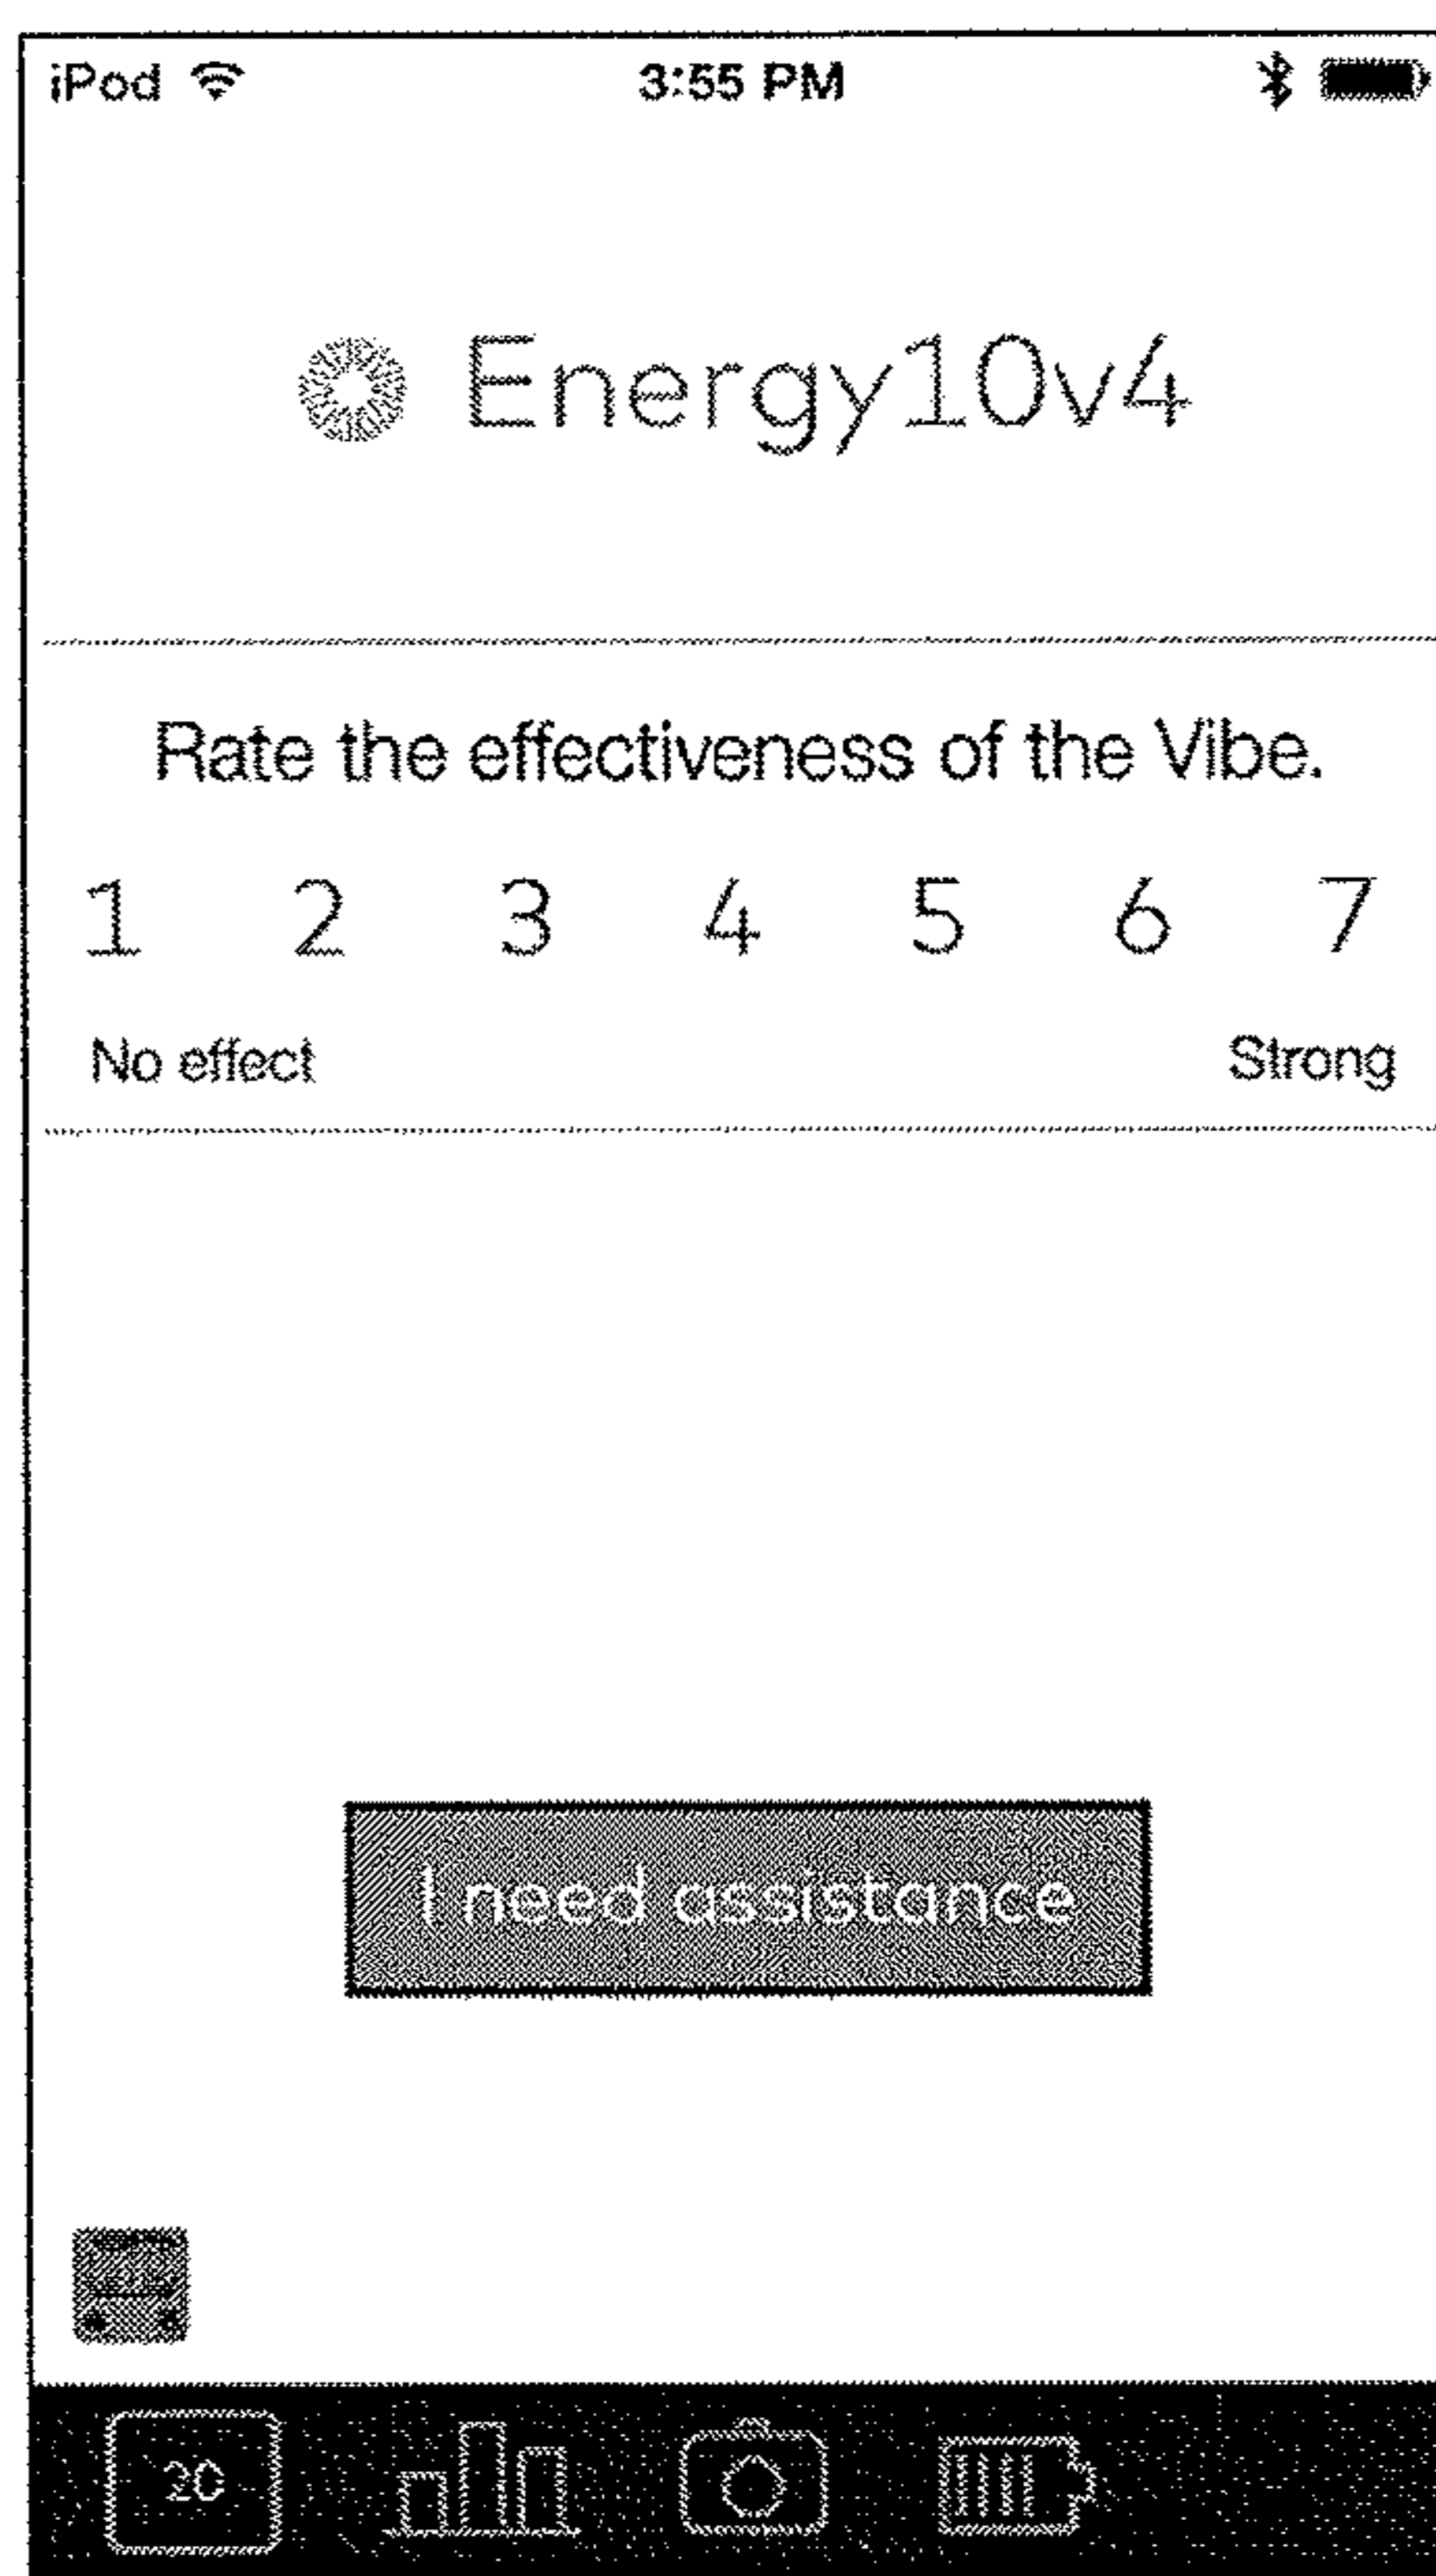 iPod 3:55 PM
Energy10v4
Rate the effectiveness of the Vibe.
1 2 3 4 5 6 7
No effect Strong
I need assistance
20